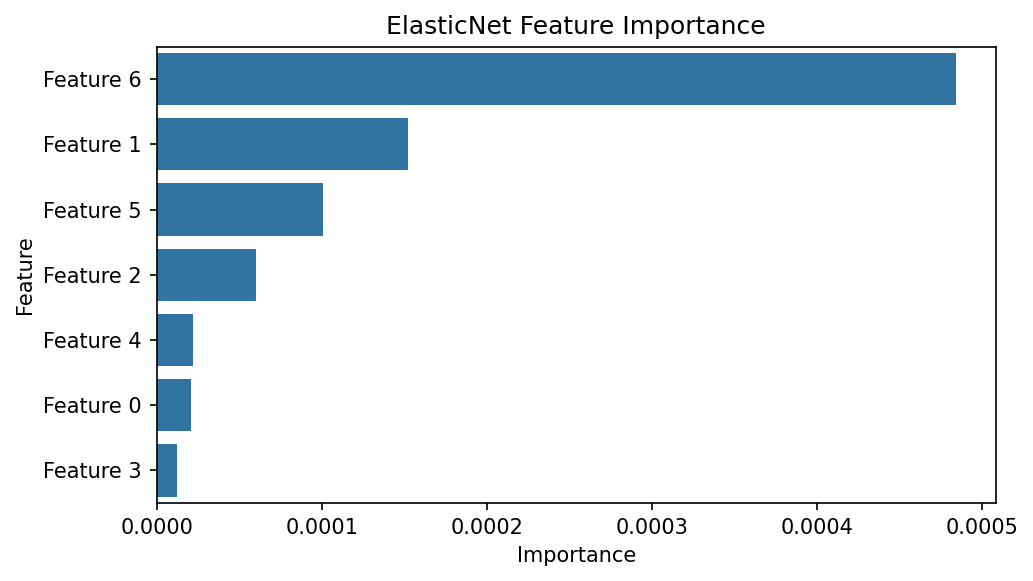 ElasticNet Feature Importance
Feature
Feature 6
Feature 1
Feature 5
Feature 2
Feature 4
Feature 0
Feature 3
0.0000 0.0001 0.0002 0.0003 0.0004 0.0005
Importance